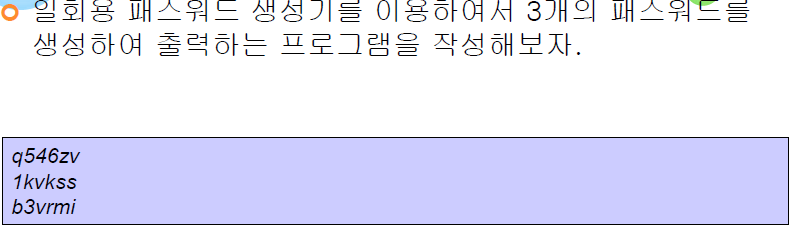 일회용 패스워드 생성기를 이용하여서 3개의 패스워드를
생성하여 출력하는 프로그램을 작성해보자.
q546zv
1kvkss
b3vrmi